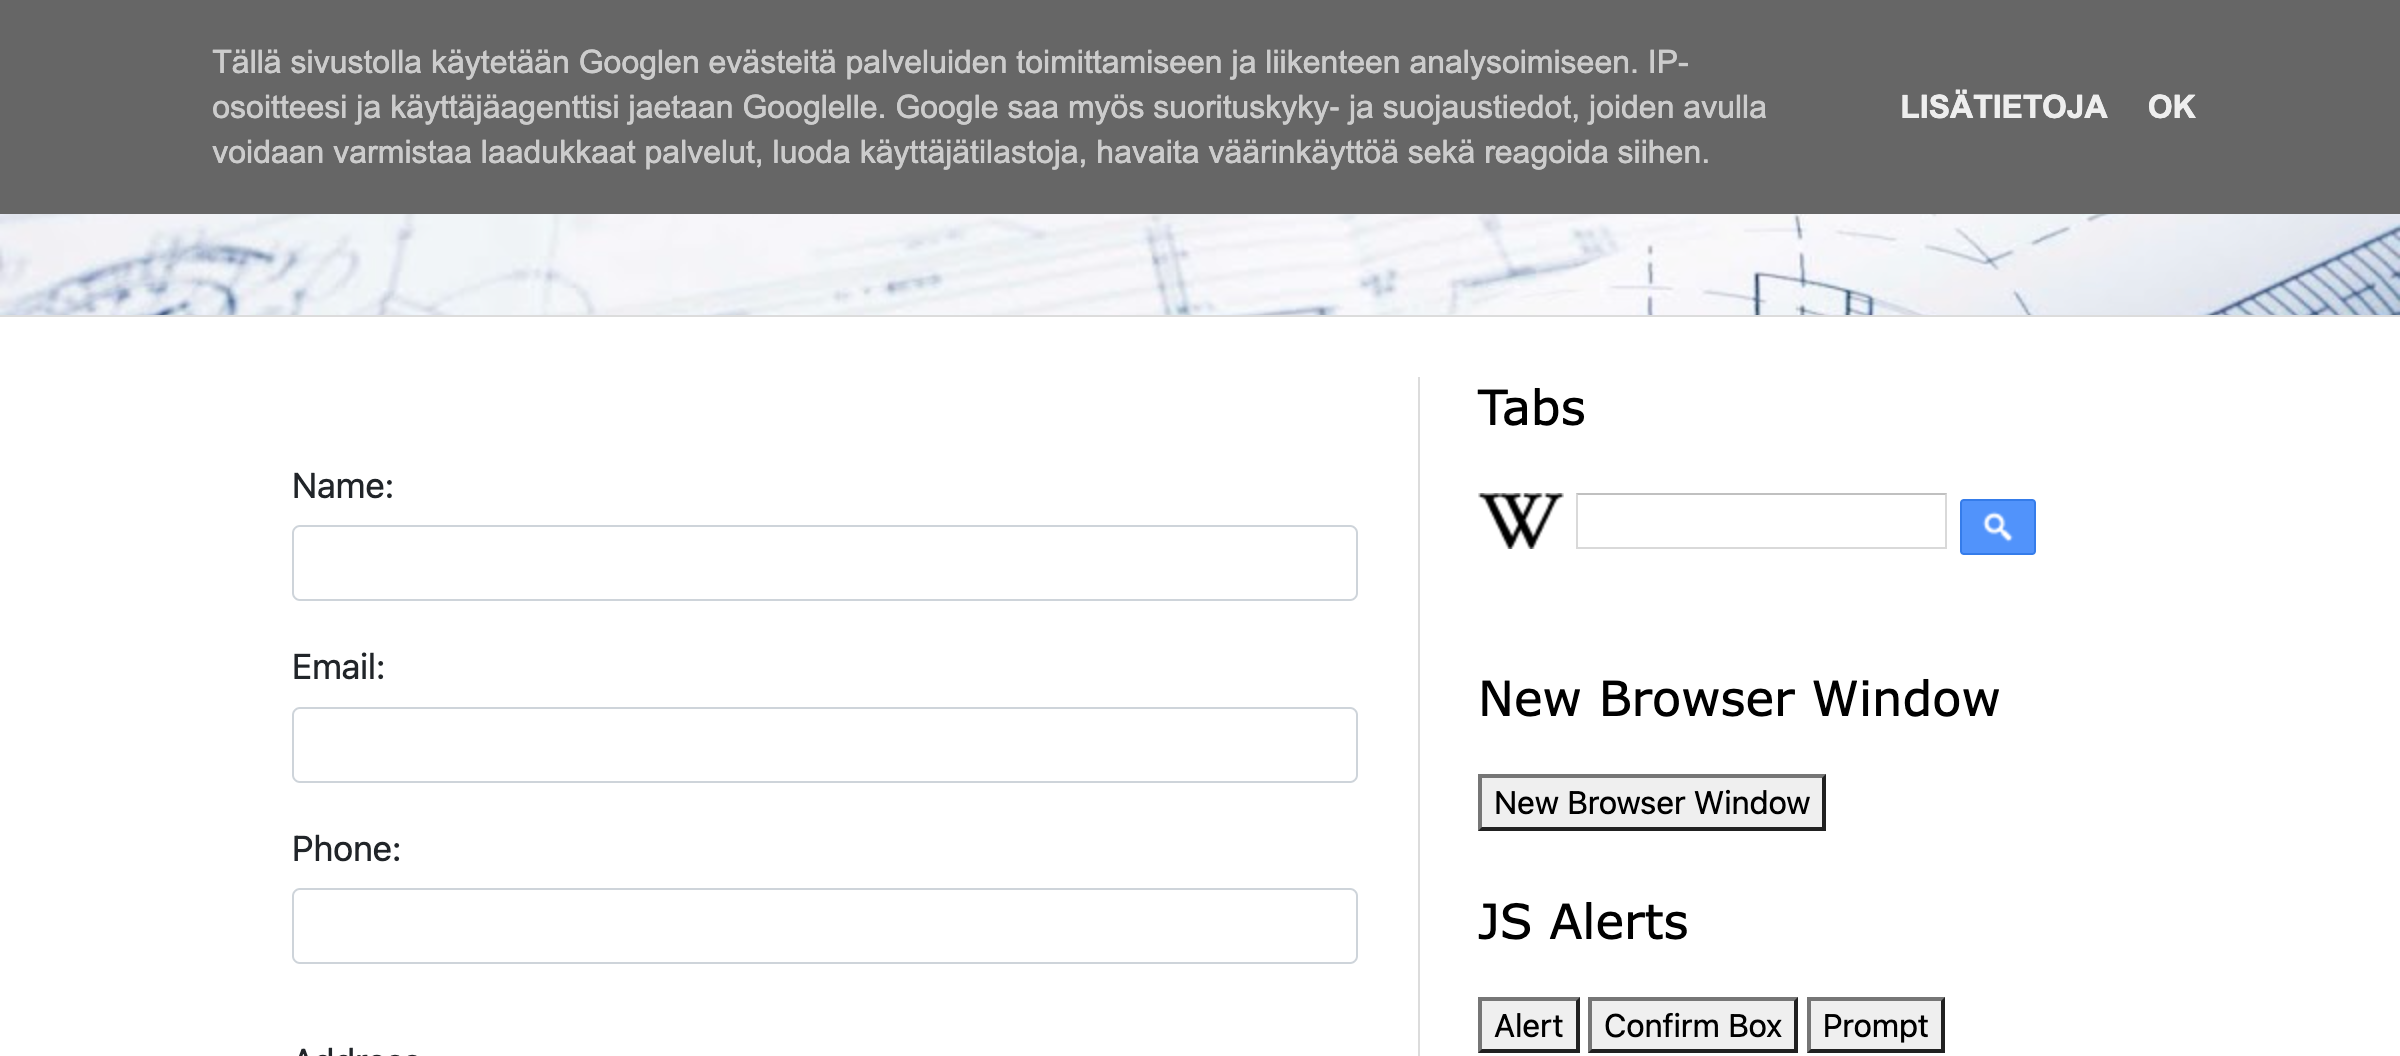 Tällä sivustolla käytetään Googlen evästeitä palveluiden toimittamiseen ja liikenteen analysoimiseen. IP-
osoitteesi ja käyttäjäagenttisi jaetaan Googlelle. Google saa myös suorituskyky- ja suojaustiedot, joiden avulla
voidaan varmistaa laadukkaat palvelut, luoda käyttäjätilastoja, havaita väärinkäyttöä sekä reagoida siihen.
LISÄTIETOJA OK
Name:
Email:
Phone:
Tabs
W
New Browser Window
New Browser Window
JS Alerts
Alert Confirm Box Prompt